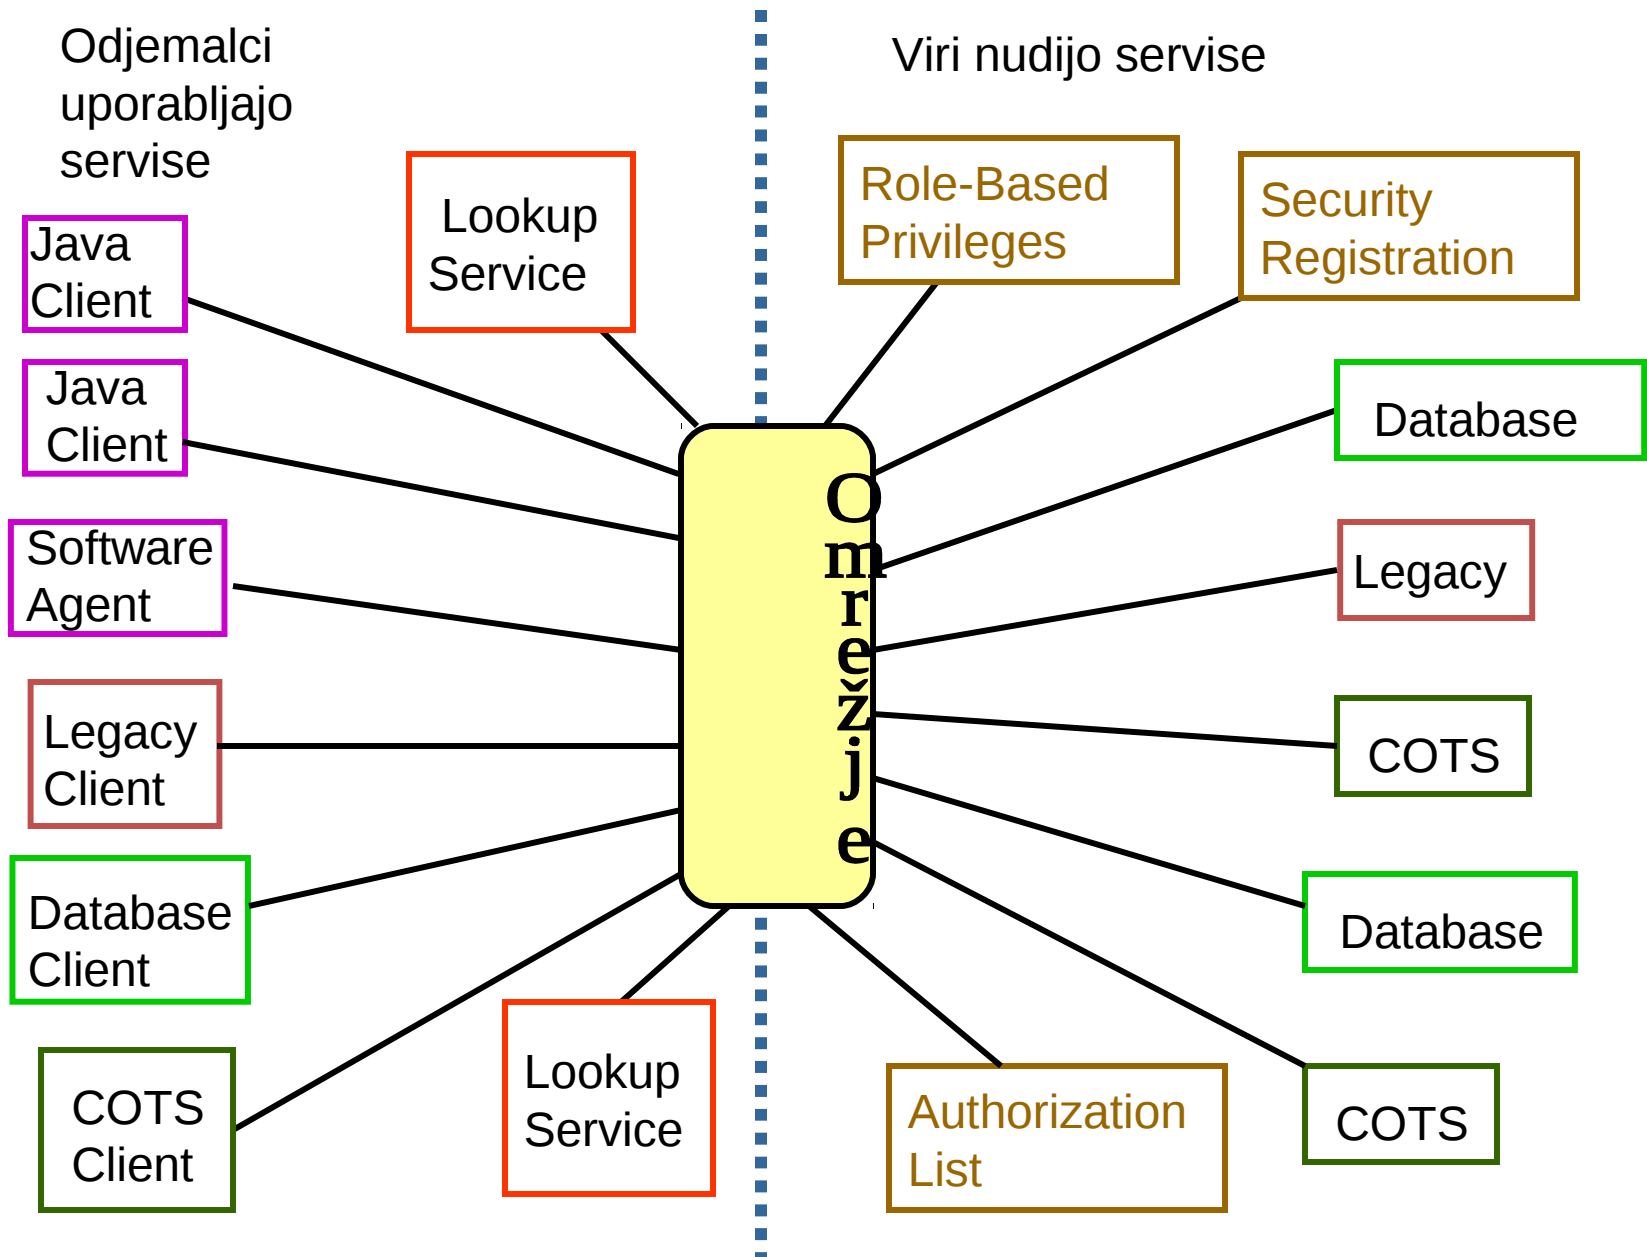 Odjemalci
uporabljajo
servise
Viri nudijo servise
Lookup
Service
Role-Based
Privileges
Security
Registration
Java
Client
Java
Client
Software
Agent
Legacy
Client
Database
Client
COTS
Client
Lookup
Service
Omrežje
Database
Legacy
COTS
Database
COTS
Authorization
List